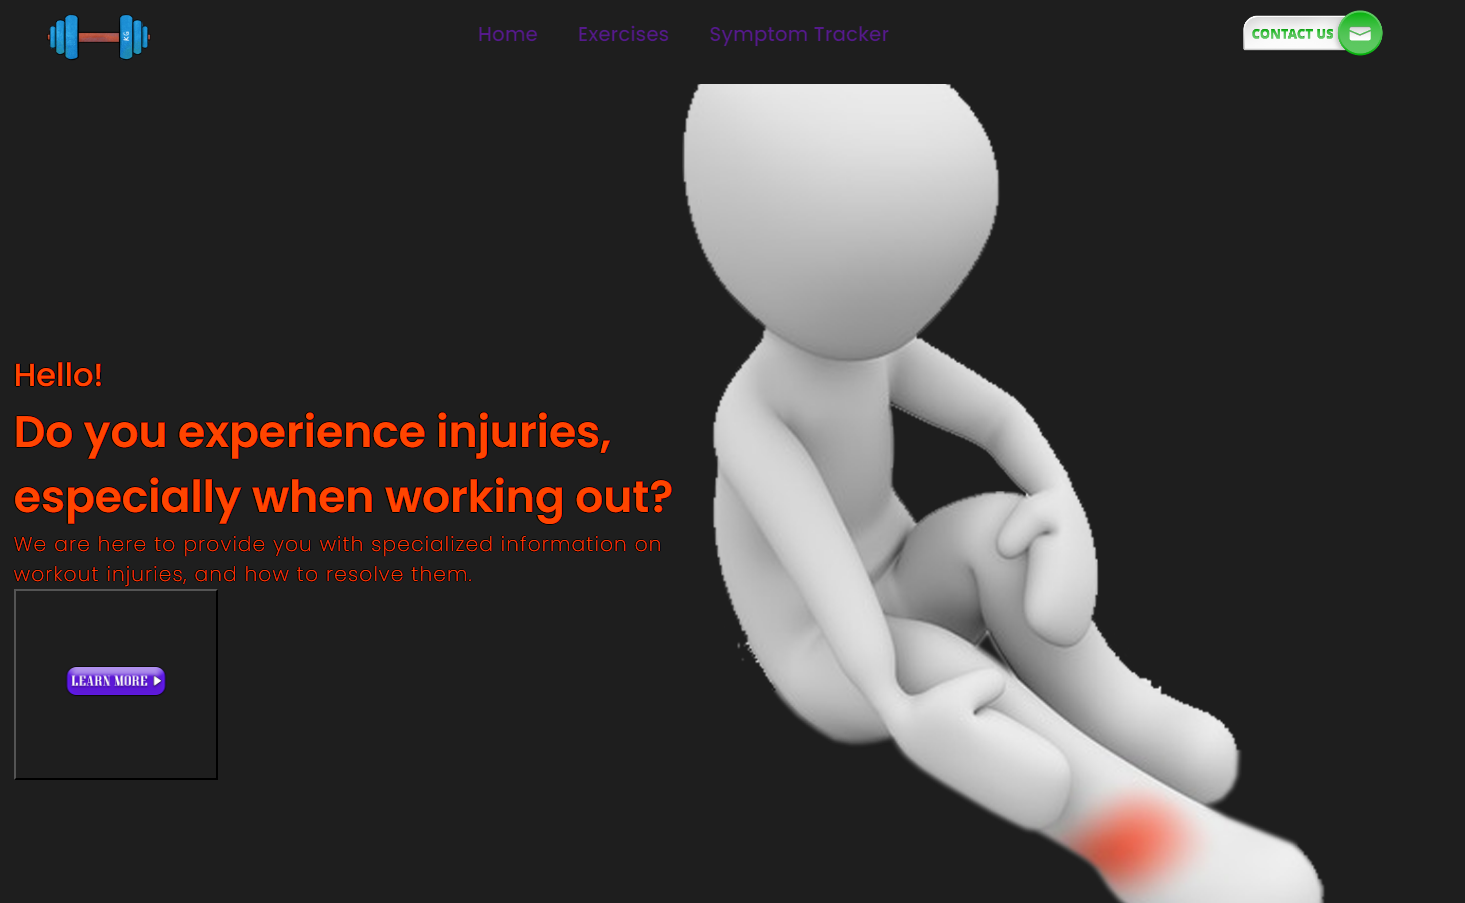 KG
Home Exercises Symptom Tracker
CONTACT US
Hello!
Do you experience injuries,
especially when working out?
We are here to provide you with specialized information on
workout injuries, and how to resolve them.
LEARN MORE